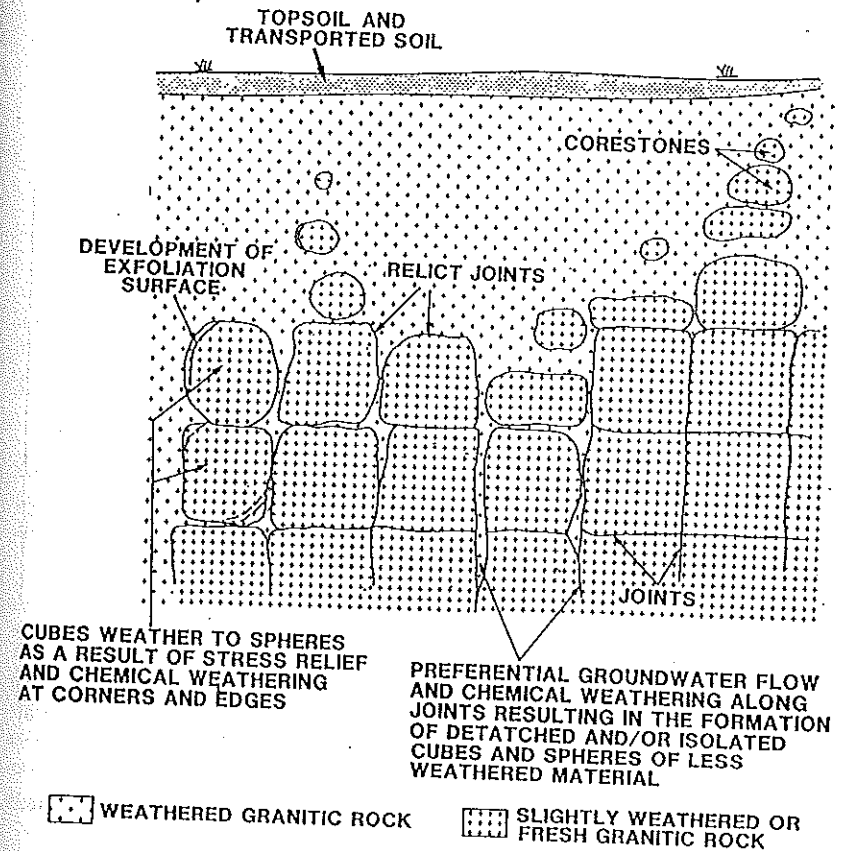 TOPSOIL AND
TRANSPORTED SOIL
CORESTONES
DEVELOPMENT OF
EXFOLIATION
SURFACE
RELICT JOINTS
JOINTS
CUBES WEATHER TO SPHERES
AS A RESULT OF STRESS RELIEF
AND CHEMICAL WEATHERING
AT CORNERS AND EDGES
PREFERENTIAL GROUNDWATER FLOW
AND CHEMICAL WEATHERING ALONG
JOINTS RESULTING IN THE FORMATION
OF DETATCHED AND/OR ISOLATED
CUBES AND SPHERES OF LESS
WEATHERED MATERIAL
WEATHERED GRANITIC ROCK
SLIGHTLY WEATHERED OR
FRESH GRANITIC ROCK